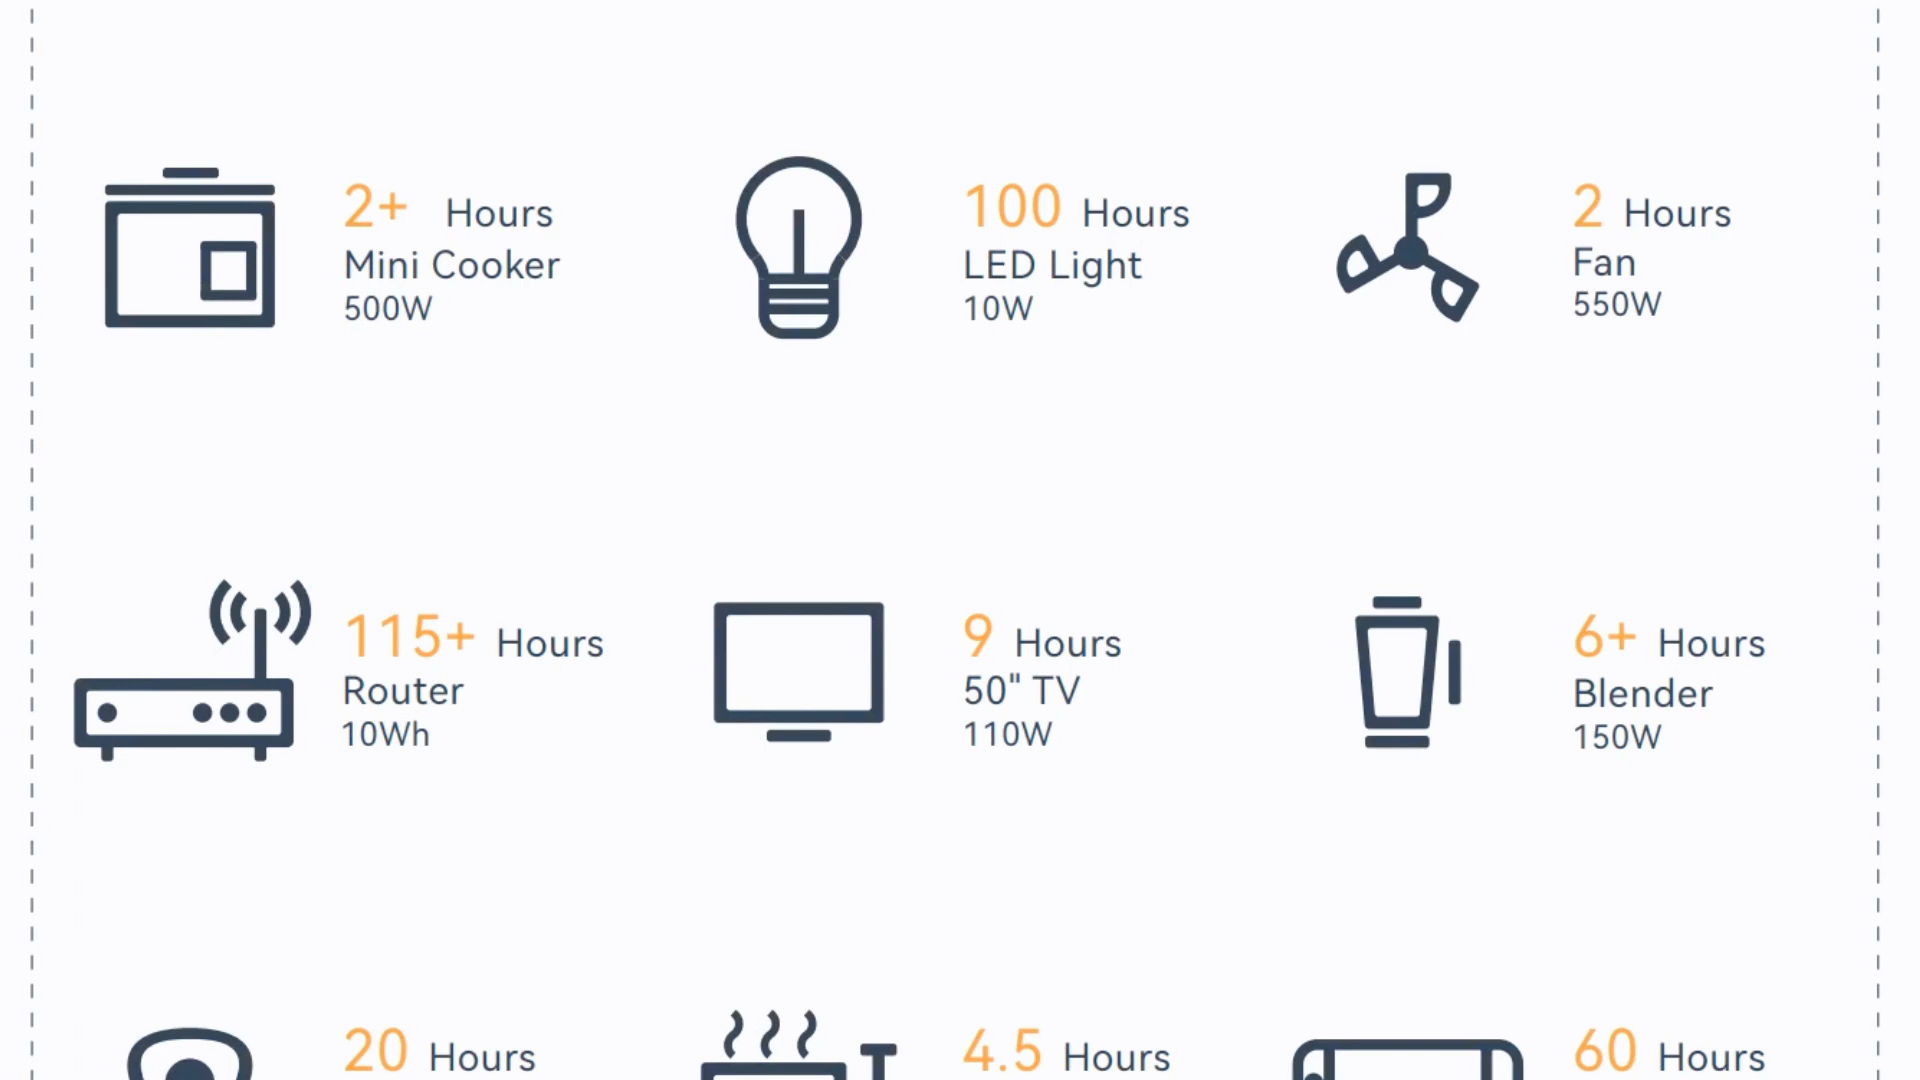 2+ Hours
Mini Cooker
500W
100 Hours
LED Light
10W
2 Hours
Fan
550W
115+ Hours
Router
10Wh
9 Hours
50" TV
110W
6+ Hours
Blender
150W
20 Hours
4.5 Hours
60 Hours